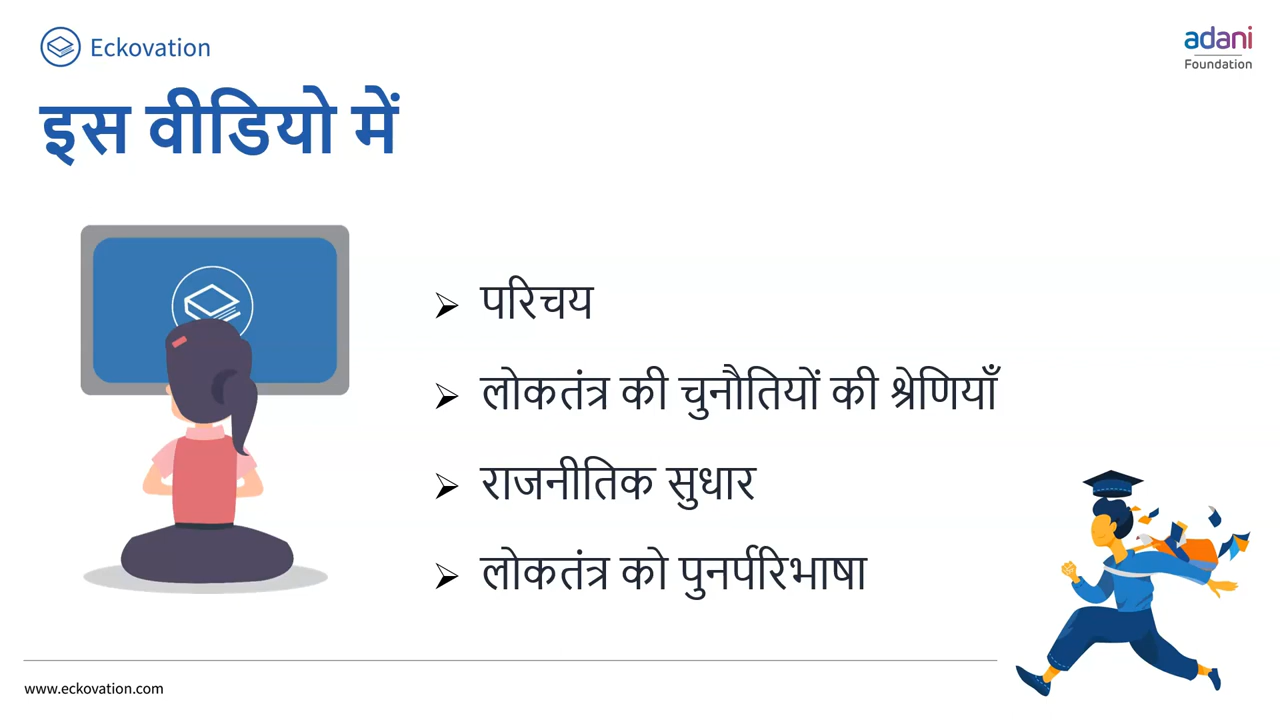 Eckovation
adani
Foundation
इस वीडियो में
➢ परिचय
➢ लोकतंत्र की चुनौतियों की श्रेणियाँ
➢ राजनीतिक सुधार
➢ लोकतंत्र को पुनर्परिभाषा
www.eckovation.com